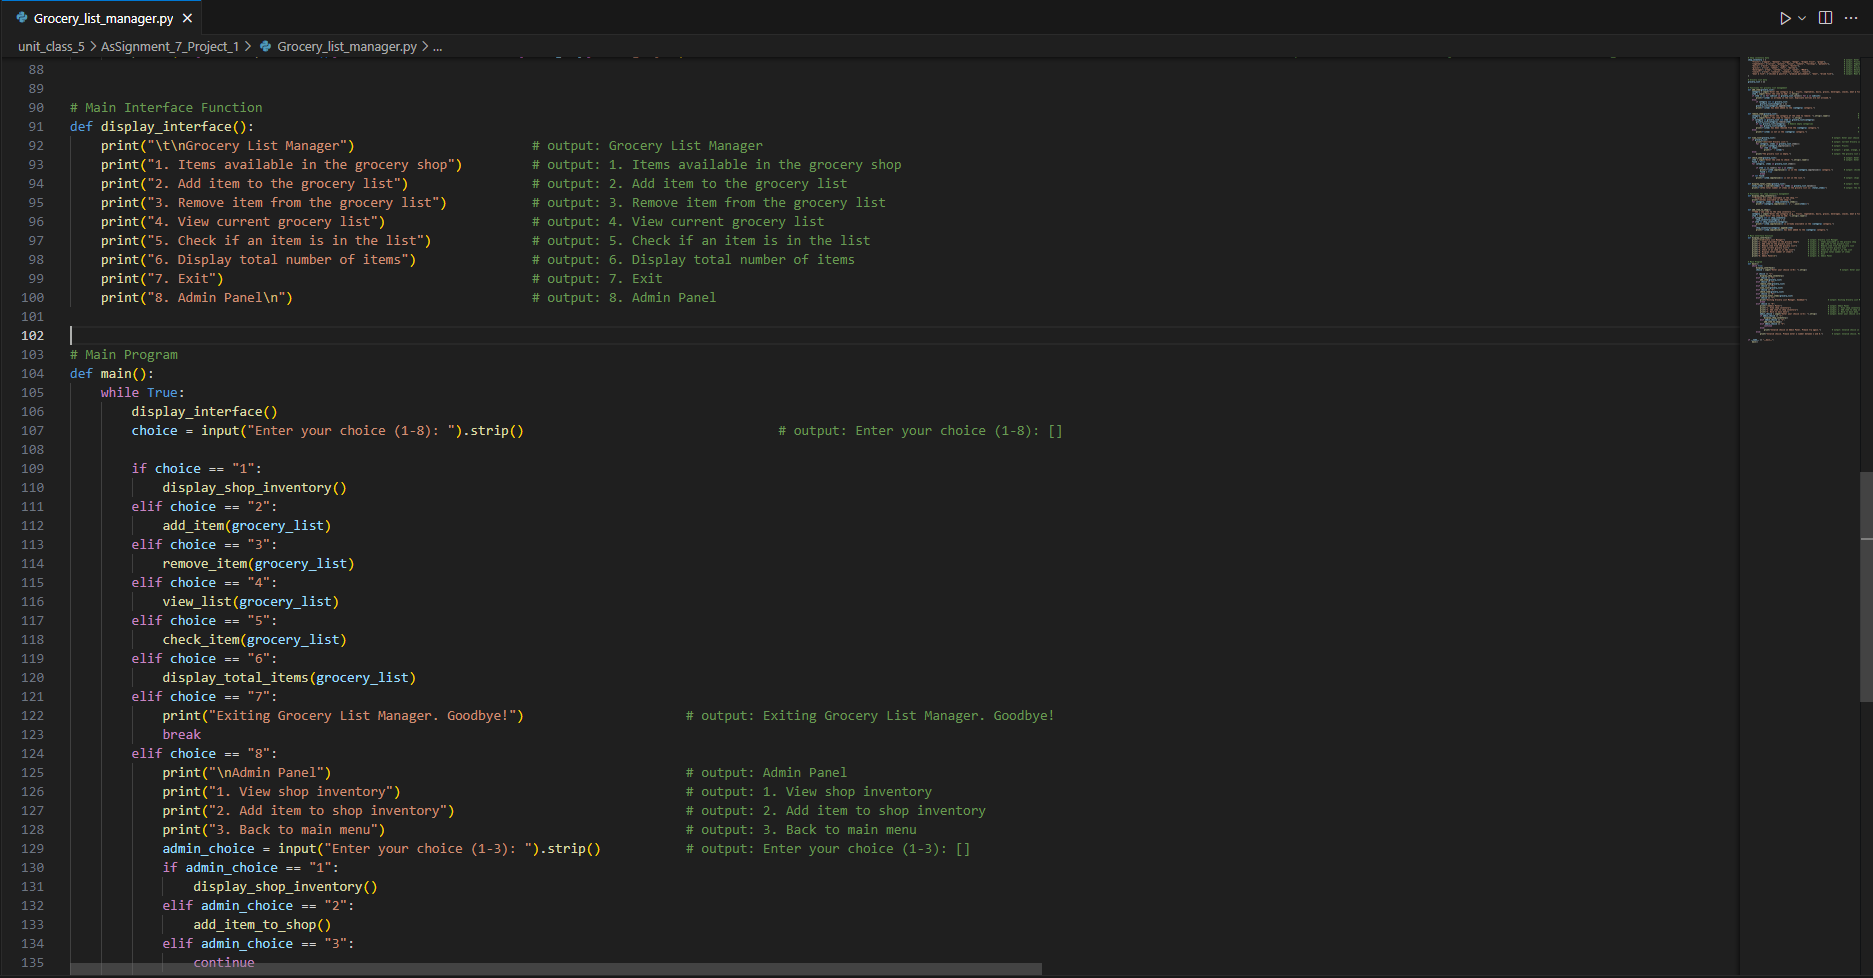 Grocery_list_manager.py
unit_class_5 > AsSignment_7_Project_1 > Grocery_list_manager.py > ...
88
89
90 # Main Interface Function
91 def display_interface():
92 print("\t\nGrocery List Manager") # output: Grocery List Manager
93 print("1. Items available in the grocery shop") # output: 1. Items available in the grocery shop
94 print("2. Add item to the grocery list") # output: 2. Add item to the grocery list
95 print("3. Remove item from the grocery list") # output: 3. Remove item from the grocery list
96 print("4. View current grocery list") # output: 4. View current grocery list
97 print("5. Check if an item is in the list") # output: 5. Check if an item is in the list
98 print("6. Display total number of items") # output: 6. Display total number of items
99 print("7. Exit") # output: 7. Exit
100 print("8. Admin Panel\n") # output: 8. Admin Panel
101
102
103 # Main Program
104 def main():
105 while True:
106 display_interface()
107 choice = input("Enter your choice (1-8): ").strip() # output: Enter your choice (1-8): []
108
109 if choice == "1":
110 display_shop_inventory()
111 elif choice == "2":
112 add_item(grocery_list)
113 elif choice == "3":
114 remove_item(grocery_list)
115 elif choice == "4":
116 view_list(grocery_list)
117 elif choice == "5":
118 check_item(grocery_list)
119 elif choice == "6":
120 display_total_items(grocery_list)
121 elif choice == "7":
122 print("Exiting Grocery List Manager. Goodbye!") # output: Exiting Grocery List Manager. Goodbye!
123 break
124 elif choice == "8":
125 print("\nAdmin Panel") # output: Admin Panel
126 print("1. View shop inventory") # output: 1. View shop inventory
127 print("2. Add item to shop inventory") # output: 2. Add item to shop inventory
128 print("3. Back to main menu") # output: 3. Back to main menu
129 admin_choice = input("Enter your choice (1-3): ").strip() # output: Enter your choice (1-3): []
130 if admin_choice == "1":
131 display_shop_inventory()
132 elif admin_choice == "2":
133 add_item_to_shop()
134 elif admin_choice == "3":
135 continue